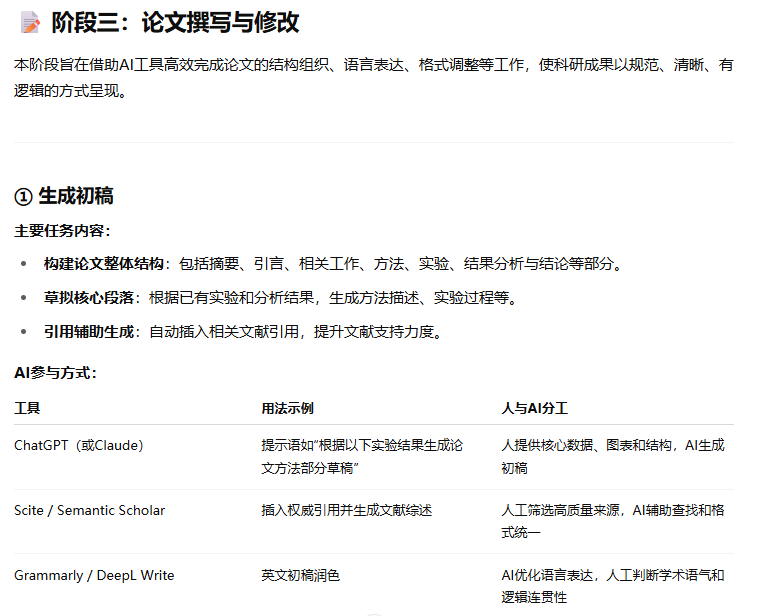 📝 阶段三：论文撰写与修改
本阶段旨在借助AI工具高效完成论文的结构组织、语言表达、格式调整等工作，使科研成果以规范、清晰、有
逻辑的方式呈现。
① 生成初稿
主要任务内容：
• 构建论文整体结构：包括摘要、引言、相关工作、方法、实验、结果分析与结论等部分。
• 草拟核心段落：根据已有实验和分析结果，生成方法描述、实验过程等。
• 引用辅助生成：自动插入相关文献引用，提升文献支持力度。
AI参与方式：
工具 用法示例 人与AI分工
ChatGPT（或Claude） 提示语如“根据以下实验结果生成论 人提供核心数据、图表和结构，AI生成
文方法部分草稿” 初稿
Scite / Semantic Scholar 插入权威引用并生成文献综述 人工筛选高质量来源，AI辅助查找和格
式统一
Grammarly / DeepL Write 英文初稿润色 AI优化语言表达，人工判断学术语气和
逻辑连贯性